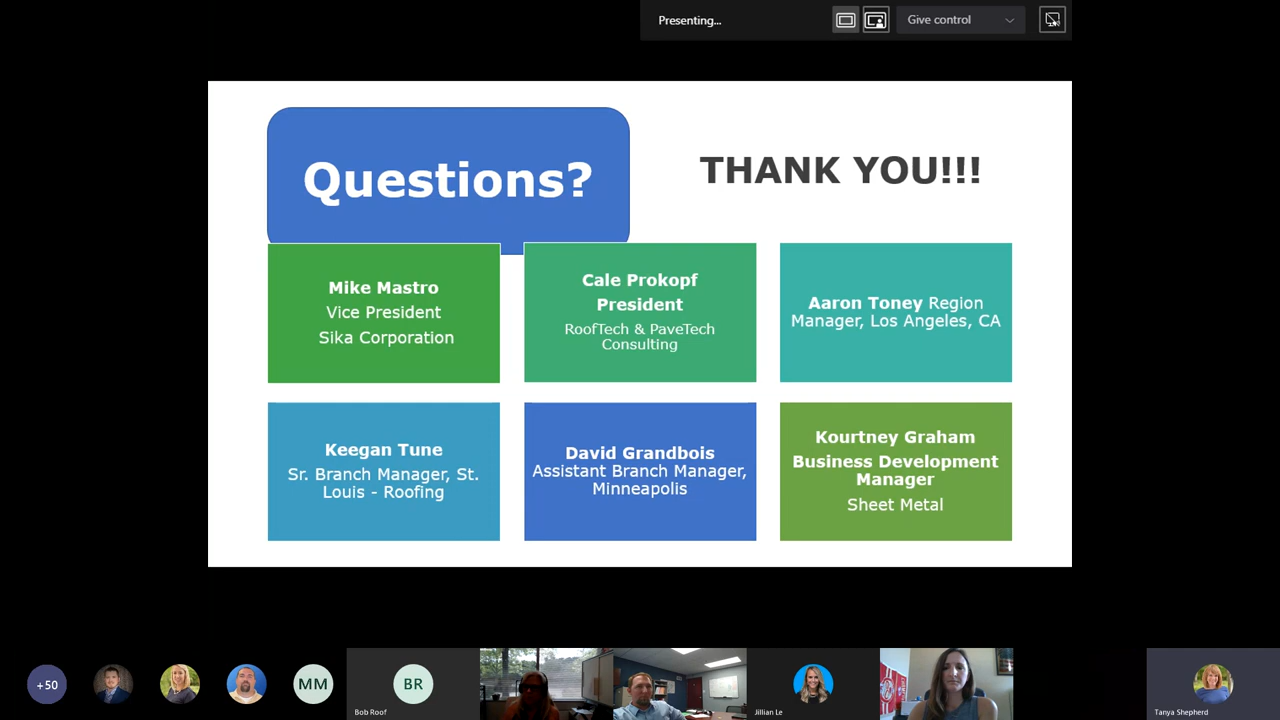 Presenting...
Give control
Questions?
THANK YOU!!!
Mike Mastro
Vice President
Sika Corporation
Cale Prokopf
President
RoofTech & PaveTech
Consulting
Aaron Toney Region
Manager, Los Angeles, CA
Keegan Tune
Sr. Branch Manager, St.
Louis - Roofing
David Grandbois
Assistant Branch Manager,
Minneapolis
Kourtney Graham
Business Development
Manager
Sheet Metal
+50
MM
BR
Bob Roof
Jillian Le
Tanya Shepherd